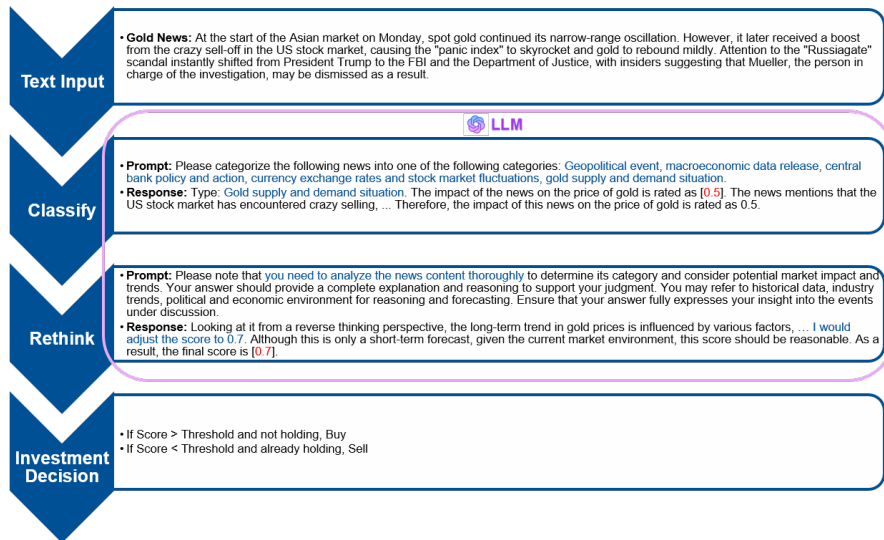 Text Input
• Gold News: At the start of the Asian market on Monday, spot gold continued its narrow-range oscillation. However, it later received a boost
from the crazy sell-off in the US stock market, causing the "panic index" to skyrocket and gold to rebound mildly. Attention to the "Russiagate"
scandal instantly shifted from President Trump to the FBI and the Department of Justice, with insiders suggesting that Mueller, the person in
charge of the investigation, may be dismissed as a result.
LLM
Classify
• Prompt: Please categorize the following news into one of the following categories: Geopolitical event, macroeconomic data release, central
bank policy and action, currency exchange rates and stock market fluctuations, gold supply and demand situation.
• Response: Type: Gold supply and demand situation. The impact of the news on the price of gold is rated as [0.5]. The news mentions that the
US stock market has encountered crazy selling, ... Therefore, the impact of this news on the price of gold is rated as 0.5.
Rethink
• Prompt: Please note that you need to analyze the news content thoroughly to determine its category and consider potential market impact and
trends. Your answer should provide a complete explanation and reasoning to support your judgment. You may refer to historical data, industry
trends, political and economic environment for reasoning and forecasting. Ensure that your answer fully expresses your insight into the events
under discussion.
• Response: Looking at it from a reverse thinking perspective, the long-term trend in gold prices is influenced by various factors, … I would
adjust the score to 0.7. Although this is only a short-term forecast, given the current market environment, this score should be reasonable. As a
result, the final score is [0.7].
Investment
Decision
• If Score > Threshold and not holding, Buy
• If Score < Threshold and already holding, Sell